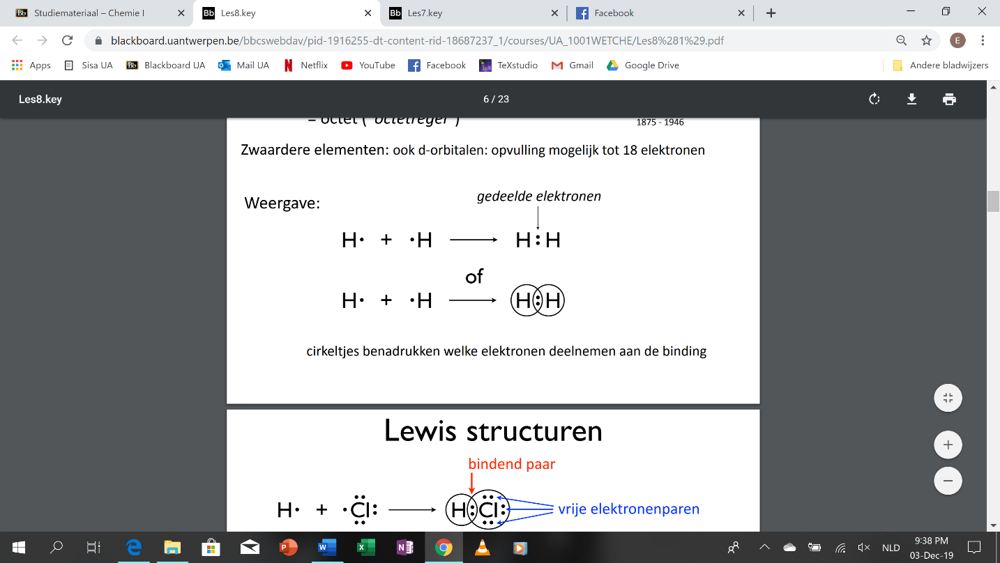 Studiemateriaal – Chemie I
Les8.key
Les7.key
Facebook
blackboard.uantwerpen.be/bbcswebdav/pid-1916255-dt-content-rid-18687237_1/courses/UA_1001WETCHE/Les8%281%29.pdf
E
Apps Sisa UA Blackboard UA Mail UA Netflix YouTube Facebook TeXstudio Gmail Google Drive Andere bladwijzers
Les8.key
6 / 23
= octet ("octetregel")
1875 - 1946
Zwaardere elementen: ook d-orbitalen: opvulling mogelijk tot 18 elektronen
gedeelde elektronen
Weergave:
H· + ·H ⟶ H:H
of
H· + ·H ⟶ H:H
cirkeltjes benadrukken welke elektronen deelnemen aan de binding
Lewis structuren
bindend paar
H· + ·Cl: ⟶ H:Cl:
vrije elektronenparen
NLD
9:38 PM
03-Dec-19